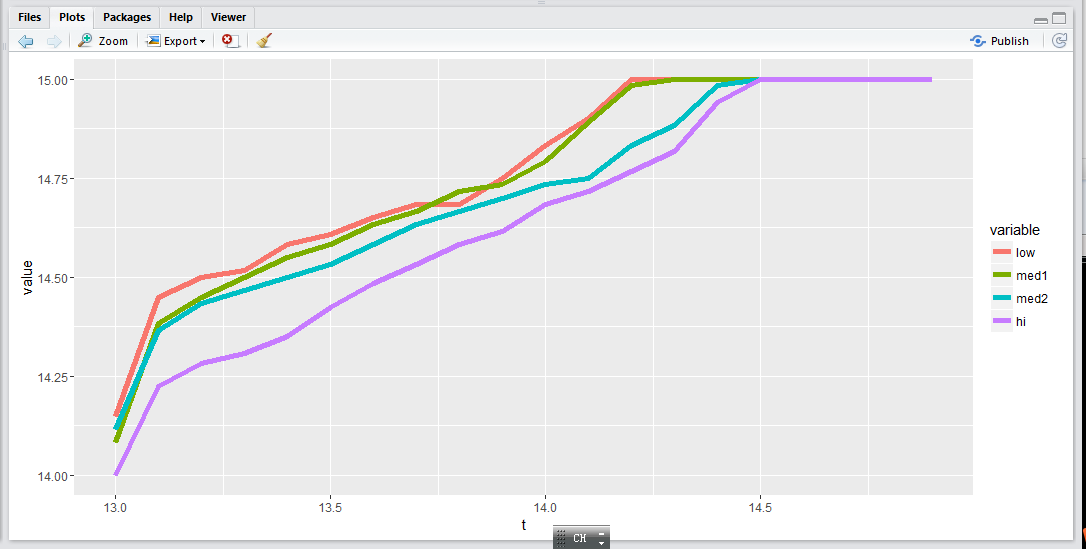 Files Plots Packages Help Viewer
Zoom Export Publish
15.00
14.75
14.50
14.25
14.00
value
13.0 13.5 14.0 14.5
t
variable
low
med1
med2
hi
CH